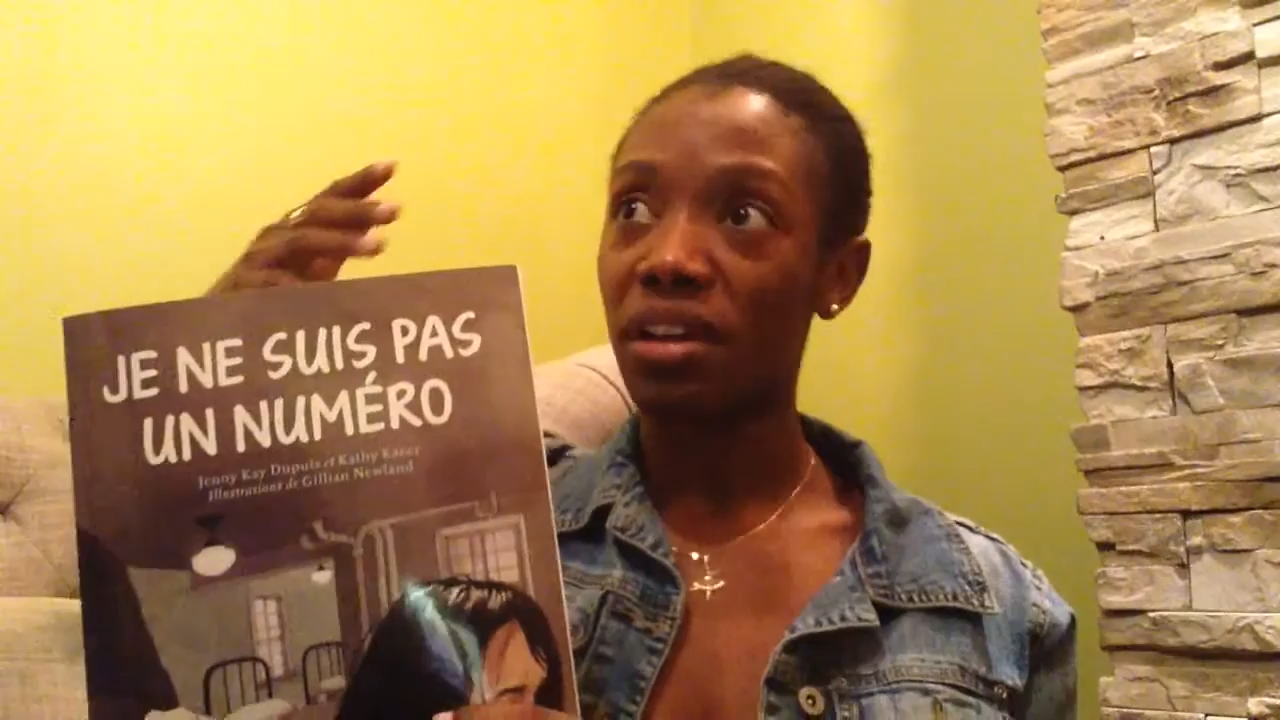 JE NE SUIS PAS
UN NUMÉRO
Jenny Kay Dupuis et Kathy Kacer
Illustrations de Gillian Newland